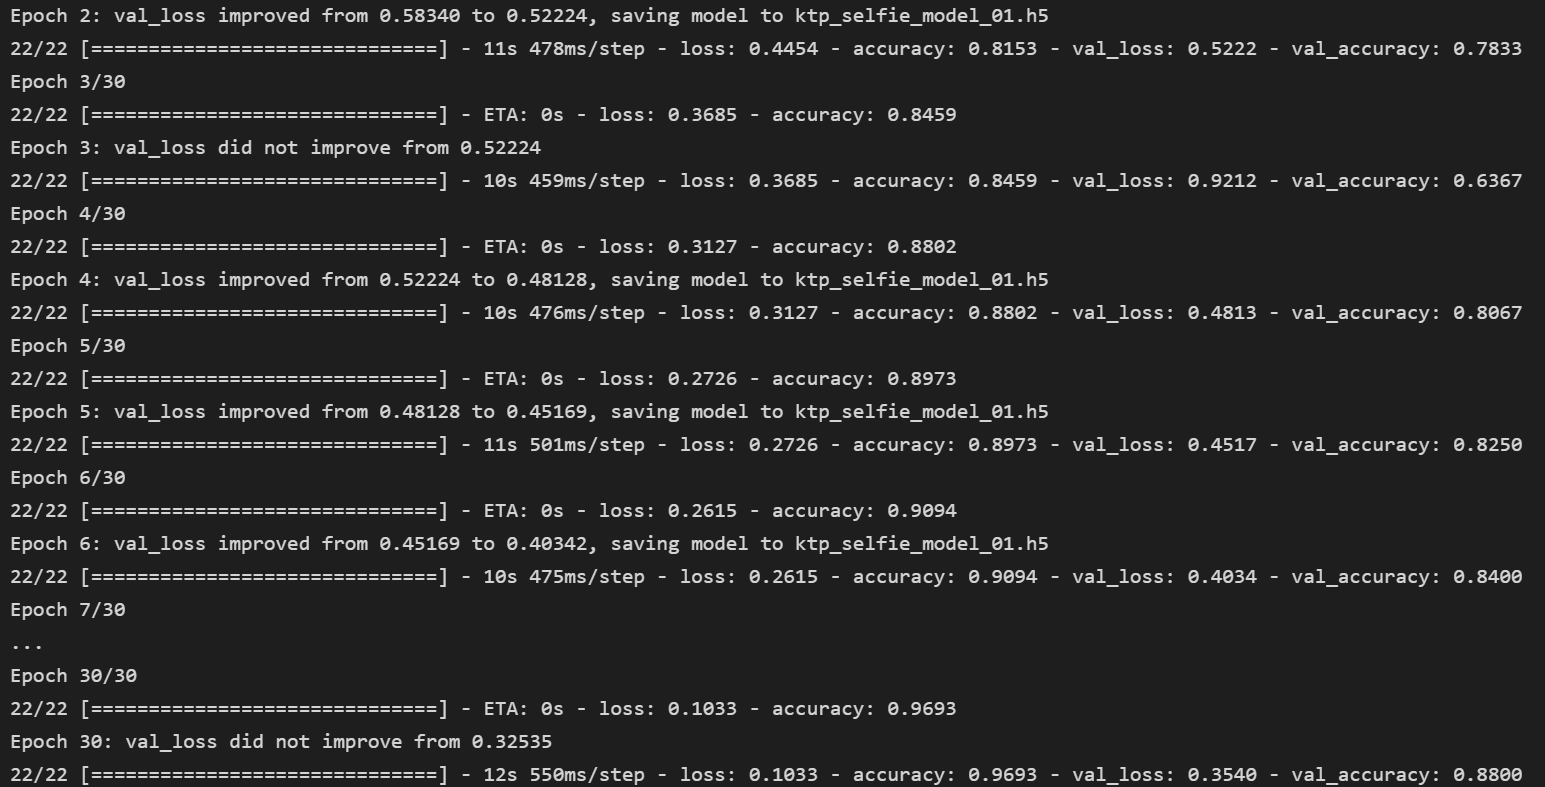 Epoch 2: val_loss improved from 0.58340 to 0.52224, saving model to ktp_selfie_model_01.h5
22/22 [==============================] - 11s 478ms/step - loss: 0.4454 - accuracy: 0.8153 - val_loss: 0.5222 - val_accuracy: 0.7833
Epoch 3/30
22/22 [==============================] - ETA: 0s - loss: 0.3685 - accuracy: 0.8459
Epoch 3: val_loss did not improve from 0.52224
22/22 [==============================] - 10s 459ms/step - loss: 0.3685 - accuracy: 0.8459 - val_loss: 0.9212 - val_accuracy: 0.6367
Epoch 4/30
22/22 [==============================] - ETA: 0s - loss: 0.3127 - accuracy: 0.8802
Epoch 4: val_loss improved from 0.52224 to 0.48128, saving model to ktp_selfie_model_01.h5
22/22 [==============================] - 10s 476ms/step - loss: 0.3127 - accuracy: 0.8802 - val_loss: 0.4813 - val_accuracy: 0.8067
Epoch 5/30
22/22 [==============================] - ETA: 0s - loss: 0.2726 - accuracy: 0.8973
Epoch 5: val_loss improved from 0.48128 to 0.45169, saving model to ktp_selfie_model_01.h5
22/22 [==============================] - 11s 501ms/step - loss: 0.2726 - accuracy: 0.8973 - val_loss: 0.4517 - val_accuracy: 0.8250
Epoch 6/30
22/22 [==============================] - ETA: 0s - loss: 0.2615 - accuracy: 0.9094
Epoch 6: val_loss improved from 0.45169 to 0.40342, saving model to ktp_selfie_model_01.h5
22/22 [==============================] - 10s 475ms/step - loss: 0.2615 - accuracy: 0.9094 - val_loss: 0.4034 - val_accuracy: 0.8400
Epoch 7/30
...
Epoch 30/30
22/22 [==============================] - ETA: 0s - loss: 0.1033 - accuracy: 0.9693
Epoch 30: val_loss did not improve from 0.32535
22/22 [==============================] - 12s 550ms/step - loss: 0.1033 - accuracy: 0.9693 - val_loss: 0.3540 - val_accuracy: 0.8800